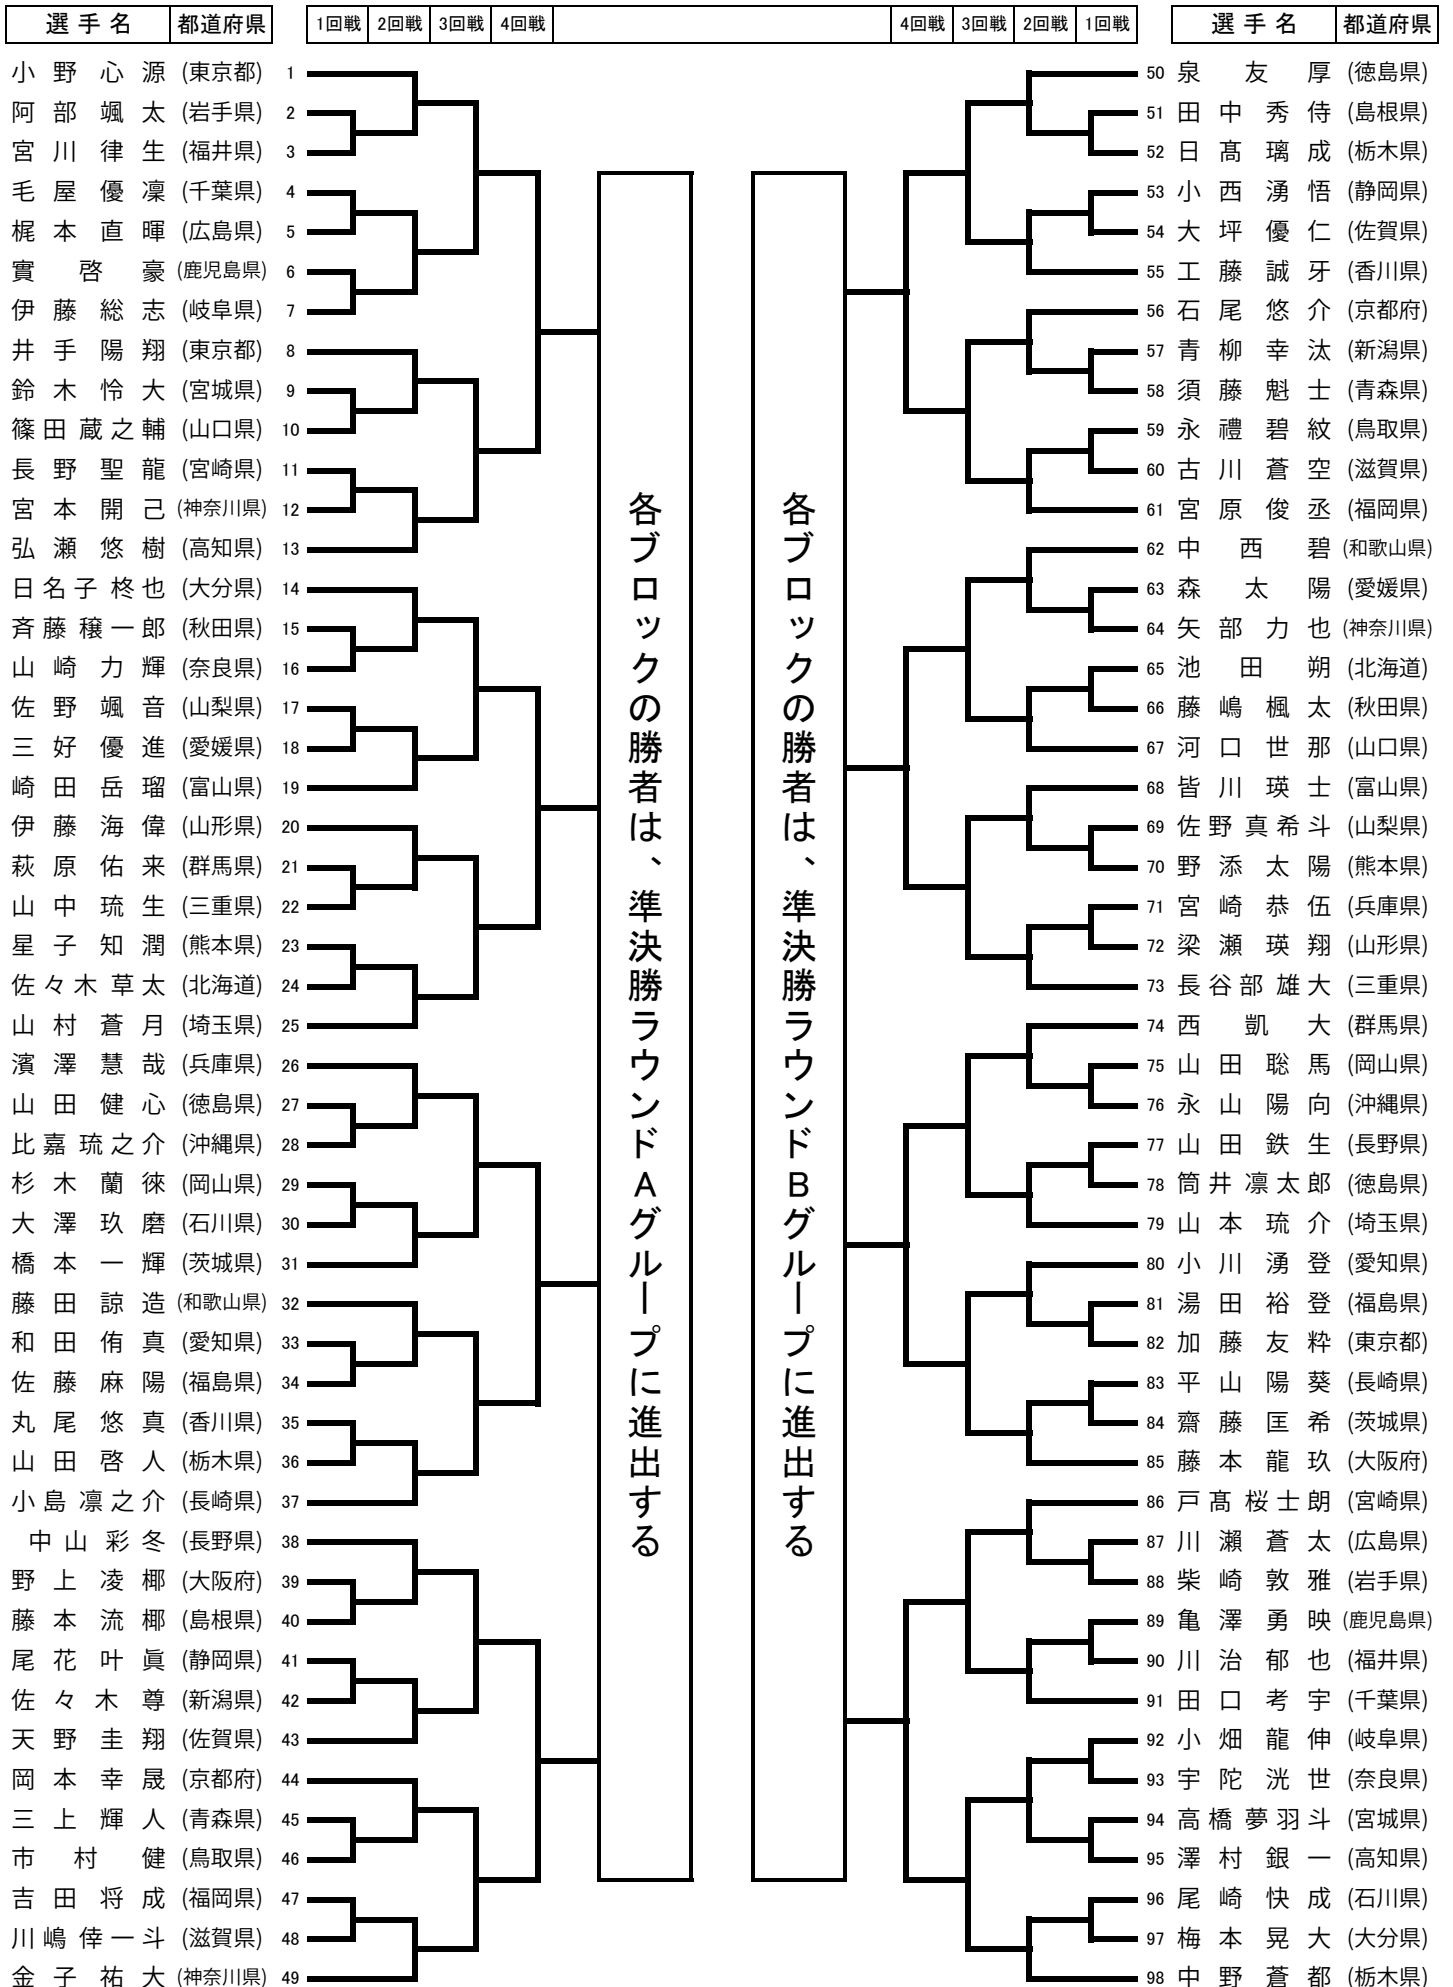 選手名 都道府県 1回戦 2回戦 3回戦 4回戦 4回戦 3回戦 2回戦 1回戦 選手名 都道府県
小野心源 (東京都) 1
阿部颯太 (岩手県) 2
宮川律生 (福井県) 3
毛屋優凜 (千葉県) 4
梶本直暉 (広島県) 5
實啓豪 (鹿児島県) 6
伊藤総志 (岐阜県) 7
井手陽翔 (東京都) 8
鈴木怜大 (宮城県) 9
篠田蔵之輔 (山口県) 10
長野聖龍 (宮崎県) 11
宮本開己 (神奈川県) 12
弘瀬悠樹 (高知県) 13
日名子柊也 (大分県) 14
斉藤穣一郎 (秋田県) 15
山崎力輝 (奈良県) 16
佐野颯音 (山梨県) 17
三好優進 (愛媛県) 18
崎田岳瑠 (富山県) 19
伊藤海偉 (山形県) 20
萩原佑来 (群馬県) 21
山中琉生 (三重県) 22
星子知潤 (熊本県) 23
佐々木草太 (北海道) 24
山村蒼月 (埼玉県) 25
濱澤慧哉 (兵庫県) 26
山田健心 (徳島県) 27
比嘉琉之介 (沖縄県) 28
杉木蘭徠 (岡山県) 29
大澤玖磨 (石川県) 30
橋本一輝 (茨城県) 31
藤田諒造 (和歌山県) 32
和田侑真 (愛知県) 33
佐藤麻陽 (福島県) 34
丸尾悠真 (香川県) 35
山田啓人 (栃木県) 36
小島凛之介 (長崎県) 37
中山彩冬 (長野県) 38
野上凌椰 (大阪府) 39
藤本流椰 (島根県) 40
尾花叶眞 (静岡県) 41
佐々木尊 (新潟県) 42
天野圭翔 (佐賀県) 43
岡本幸晟 (京都府) 44
三上輝人 (青森県) 45
市村健 (鳥取県) 46
吉田将成 (福岡県) 47
川嶋倖一斗 (滋賀県) 48
金子祐大 (神奈川県) 49
各ブロックの勝者は、準決勝ラウンドAグループに進出する
各ブロックの勝者は、準決勝ラウンドBグループに進出する
50 泉友厚 (徳島県)
51 田中秀侍 (島根県)
52 日髙璃成 (栃木県)
53 小西湧悟 (静岡県)
54 大坪優仁 (佐賀県)
55 工藤誠牙 (香川県)
56 石尾悠介 (京都府)
57 青柳幸汰 (新潟県)
58 須藤魁士 (青森県)
59 永禮碧紋 (鳥取県)
60 古川蒼空 (滋賀県)
61 宮原俊丞 (福岡県)
62 中西碧 (和歌山県)
63 森太陽 (愛媛県)
64 矢部力也 (神奈川県)
65 池田朔 (北海道)
66 藤嶋楓太 (秋田県)
67 河口世那 (山口県)
68 皆川瑛士 (富山県)
69 佐野真希斗 (山梨県)
70 野添太陽 (熊本県)
71 宮崎恭伍 (兵庫県)
72 梁瀬瑛翔 (山形県)
73 長谷部雄大 (三重県)
74 西凱大 (群馬県)
75 山田聡馬 (岡山県)
76 永山陽向 (沖縄県)
77 山田鉄生 (長野県)
78 筒井凛太郎 (徳島県)
79 山本琉介 (埼玉県)
80 小川湧登 (愛知県)
81 湯田裕登 (福島県)
82 加藤友粋 (東京都)
83 平山陽葵 (長崎県)
84 齋藤匡希 (茨城県)
85 藤本龍玖 (大阪府)
86 戸髙桜士朗 (宮崎県)
87 川瀬蒼太 (広島県)
88 柴崎敦雅 (岩手県)
89 亀澤勇映 (鹿児島県)
90 川治郁也 (福井県)
91 田口考宇 (千葉県)
92 小畑龍伸 (岐阜県)
93 宇陀洸世 (奈良県)
94 高橋夢羽斗 (宮城県)
95 澤村銀一 (高知県)
96 尾崎快成 (石川県)
97 梅本晃大 (大分県)
98 中野蒼都 (栃木県)